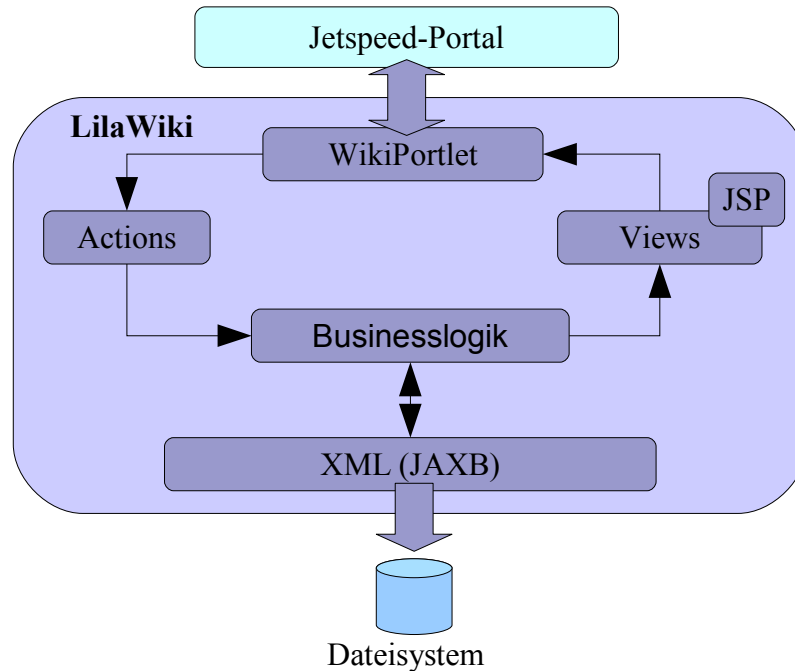 Jetspeed-Portal
LilaWiki
WikiPortlet
JSP
Actions
Views
Businesslogik
XML (JAXB)
Dateisystem